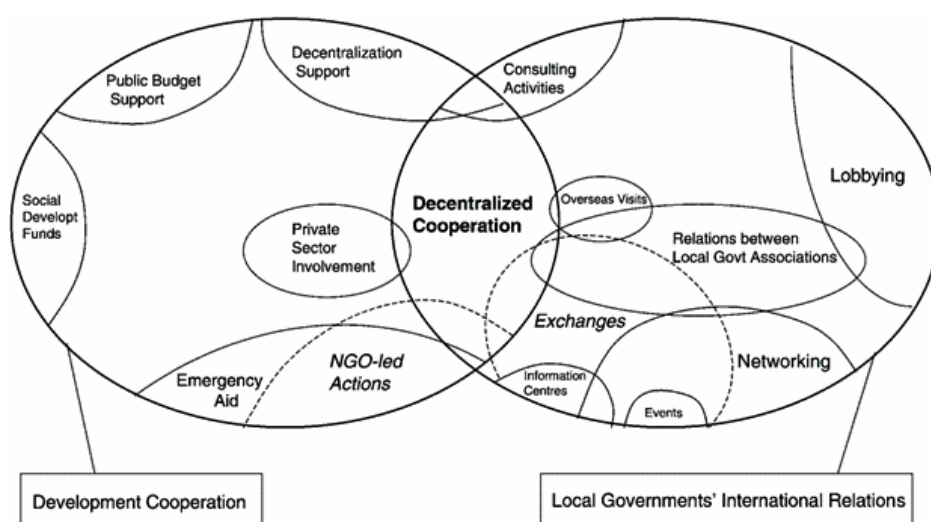 Public Budget
Support
Decentralization
Support
Consulting
Activities
Social
Developt
Funds
Private
Sector
Involvement
Decentralized
Cooperation
Overseas Visits
Lobbying
Relations between
Local Govt Associations
Exchanges
Networking
Emergency
Aid
NGO-led
Actions
Information
Centres
Events
Development Cooperation
Local Governments' International Relations